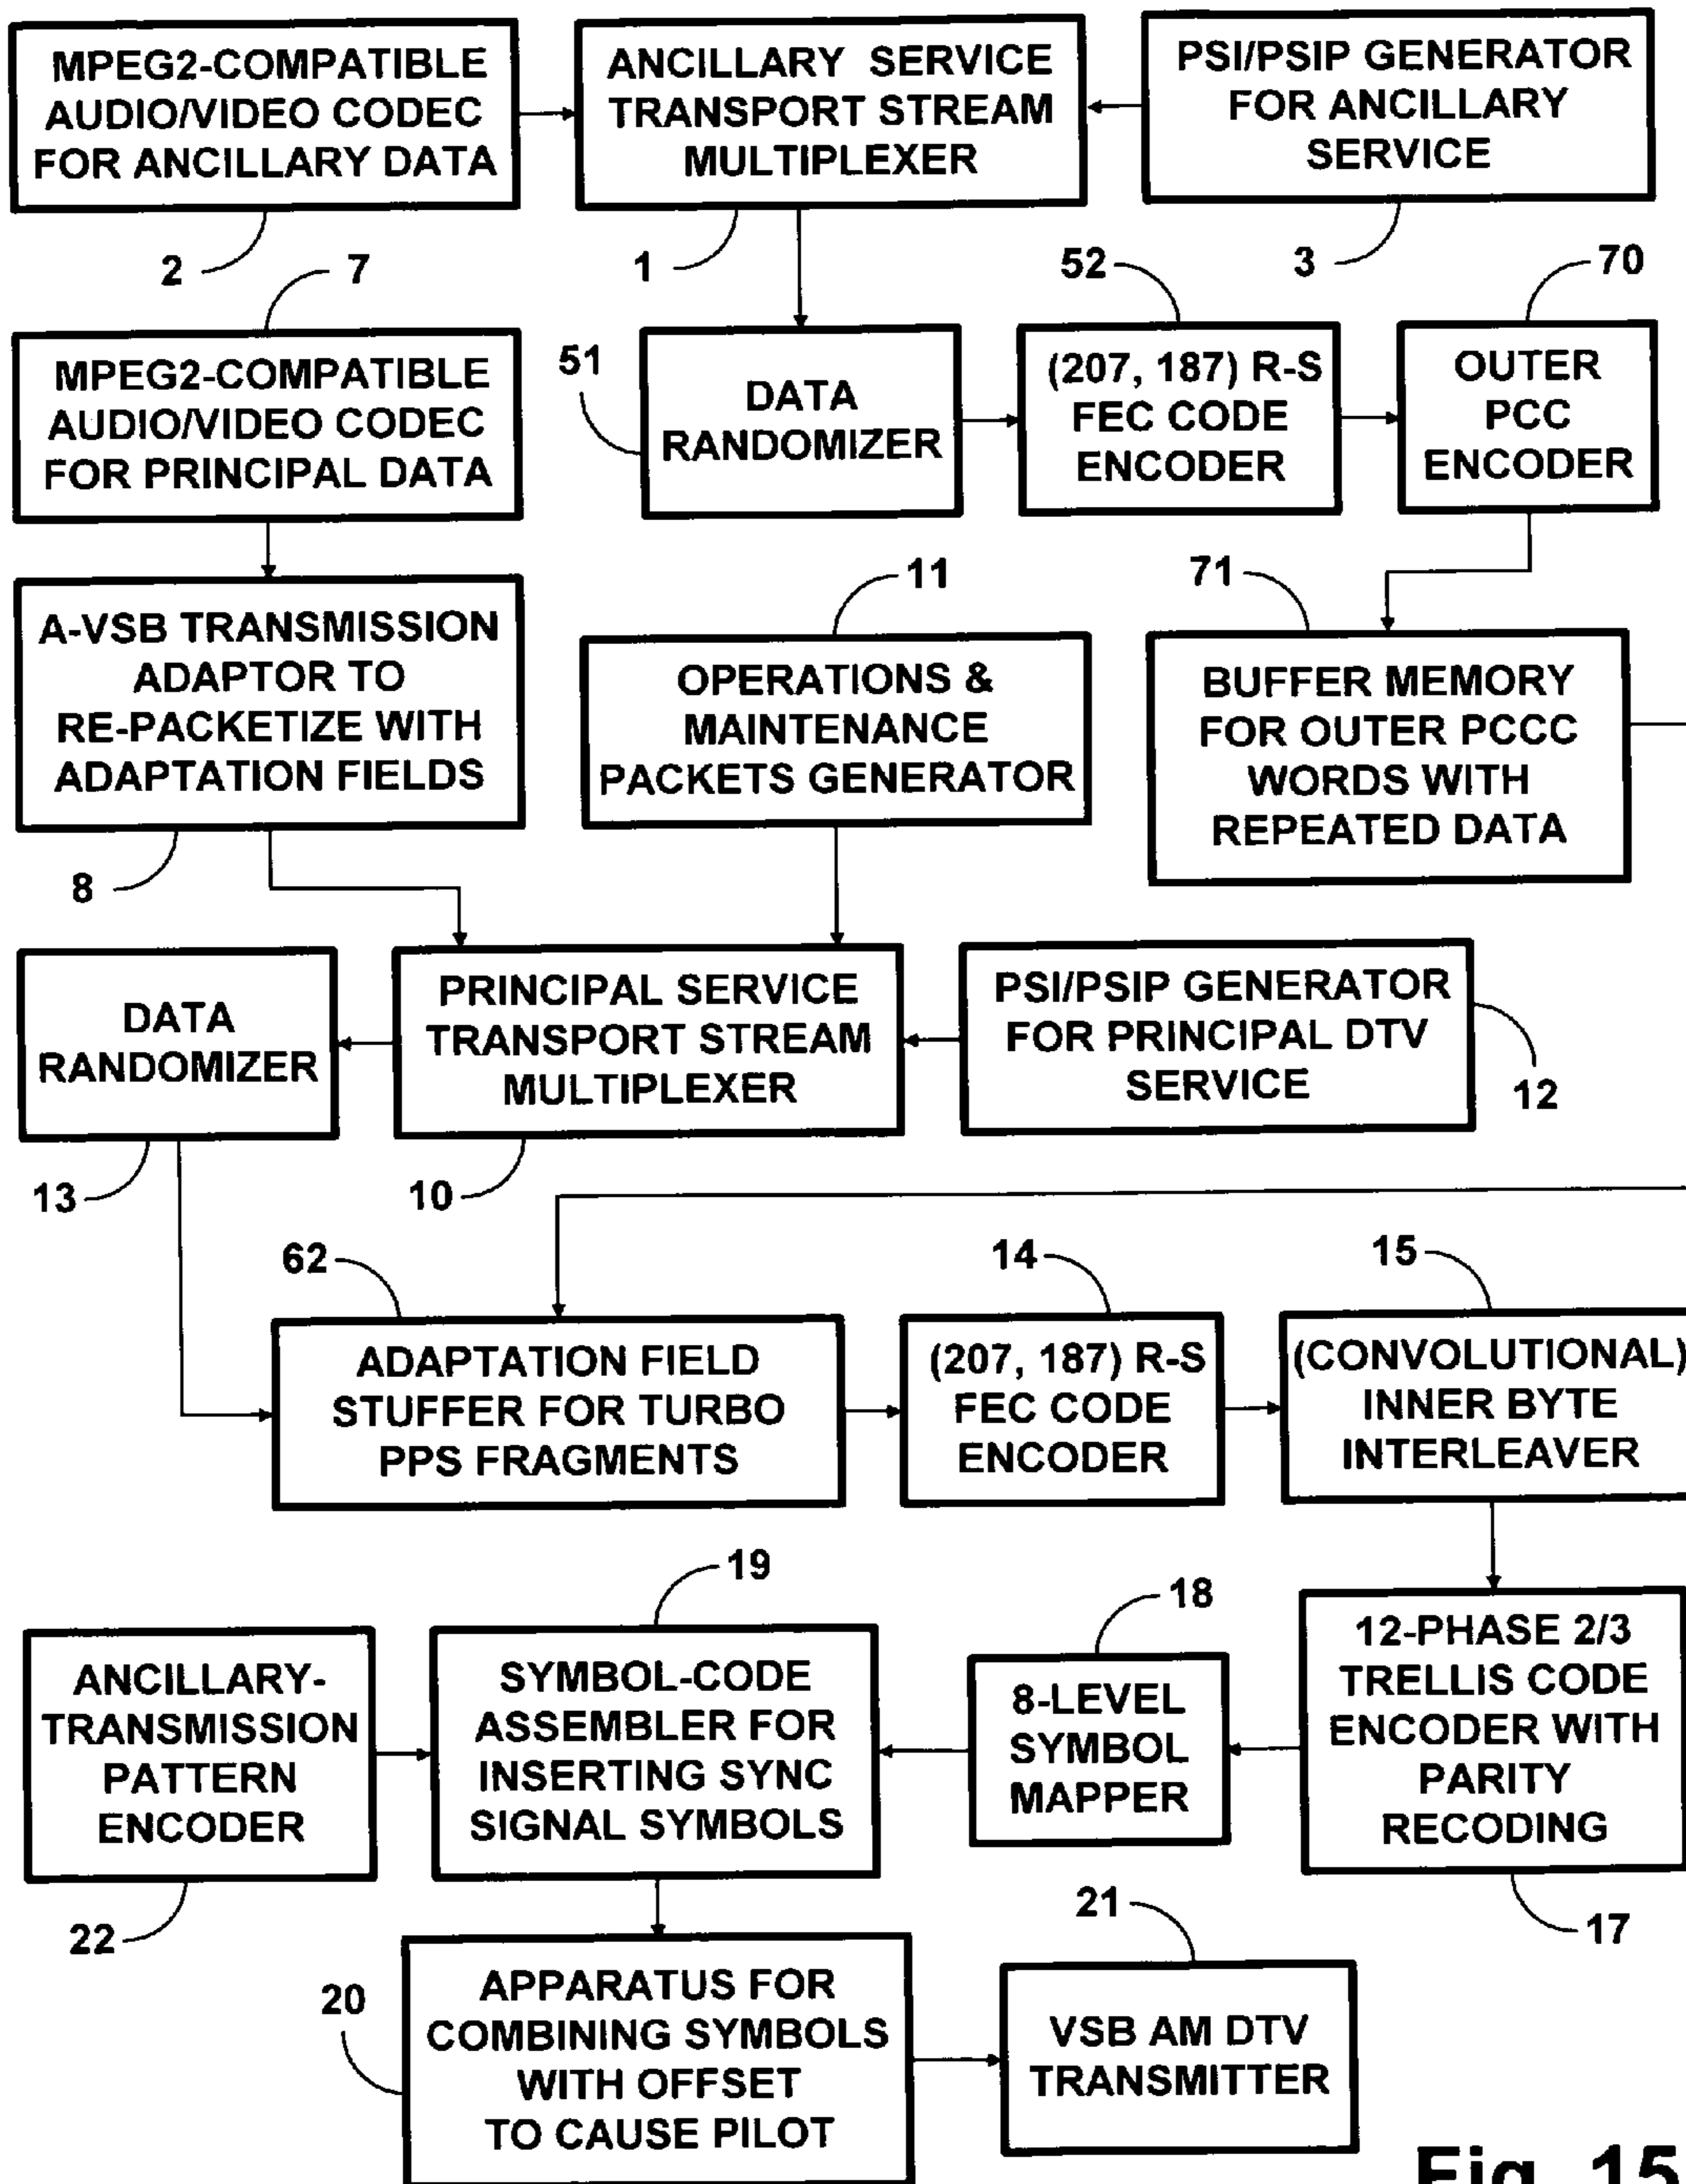 MPEG2-COMPATIBLE
AUDIO/VIDEO CODEC
FOR ANCILLARY DATA
ANCILLARY SERVICE
TRANSPORT STREAM
MULTIPLEXER
PSI/PSIP GENERATOR
FOR ANCILLARY
SERVICE
2
7
1
52
3
70
MPEG2-COMPATIBLE
AUDIO/VIDEO CODEC
FOR PRINCIPAL DATA
51
DATA
RANDOMIZER
(207, 187) R-S
FEC CODE
ENCODER
OUTER
PCC
ENCODER
11
71
A-VSB TRANSMISSION
ADAPTOR TO
RE-PACKETIZE WITH
ADAPTATION FIELDS
OPERATIONS &
MAINTENANCE
PACKETS GENERATOR
BUFFER MEMORY
FOR OUTER PCCC
WORDS WITH
REPEATED DATA
8
DATA
RANDOMIZER
PRINCIPAL SERVICE
TRANSPORT STREAM
MULTIPLEXER
PSI/PSIP GENERATOR
FOR PRINCIPAL DTV
SERVICE
12
13
10
62
14
15
ADAPTATION FIELD
STUFFER FOR TURBO
PPS FRAGMENTS
(207, 187) R-S
FEC CODE
ENCODER
(CONVOLUTIONAL)
INNER BYTE
INTERLEAVER
19
18
ANCILLARY-
TRANSMISSION
PATTERN
ENCODER
SYMBOL-CODE
ASSEMBLER FOR
INSERTING SYNC
SIGNAL SYMBOLS
8-LEVEL
SYMBOL
MAPPER
12-PHASE 2/3
TRELLIS CODE
ENCODER WITH
PARITY
RECODING
22
21
17
20
APPARATUS FOR
COMBINING SYMBOLS
WITH OFFSET
TO CAUSE PILOT
VSB AM DTV
TRANSMITTER
Fig. 15